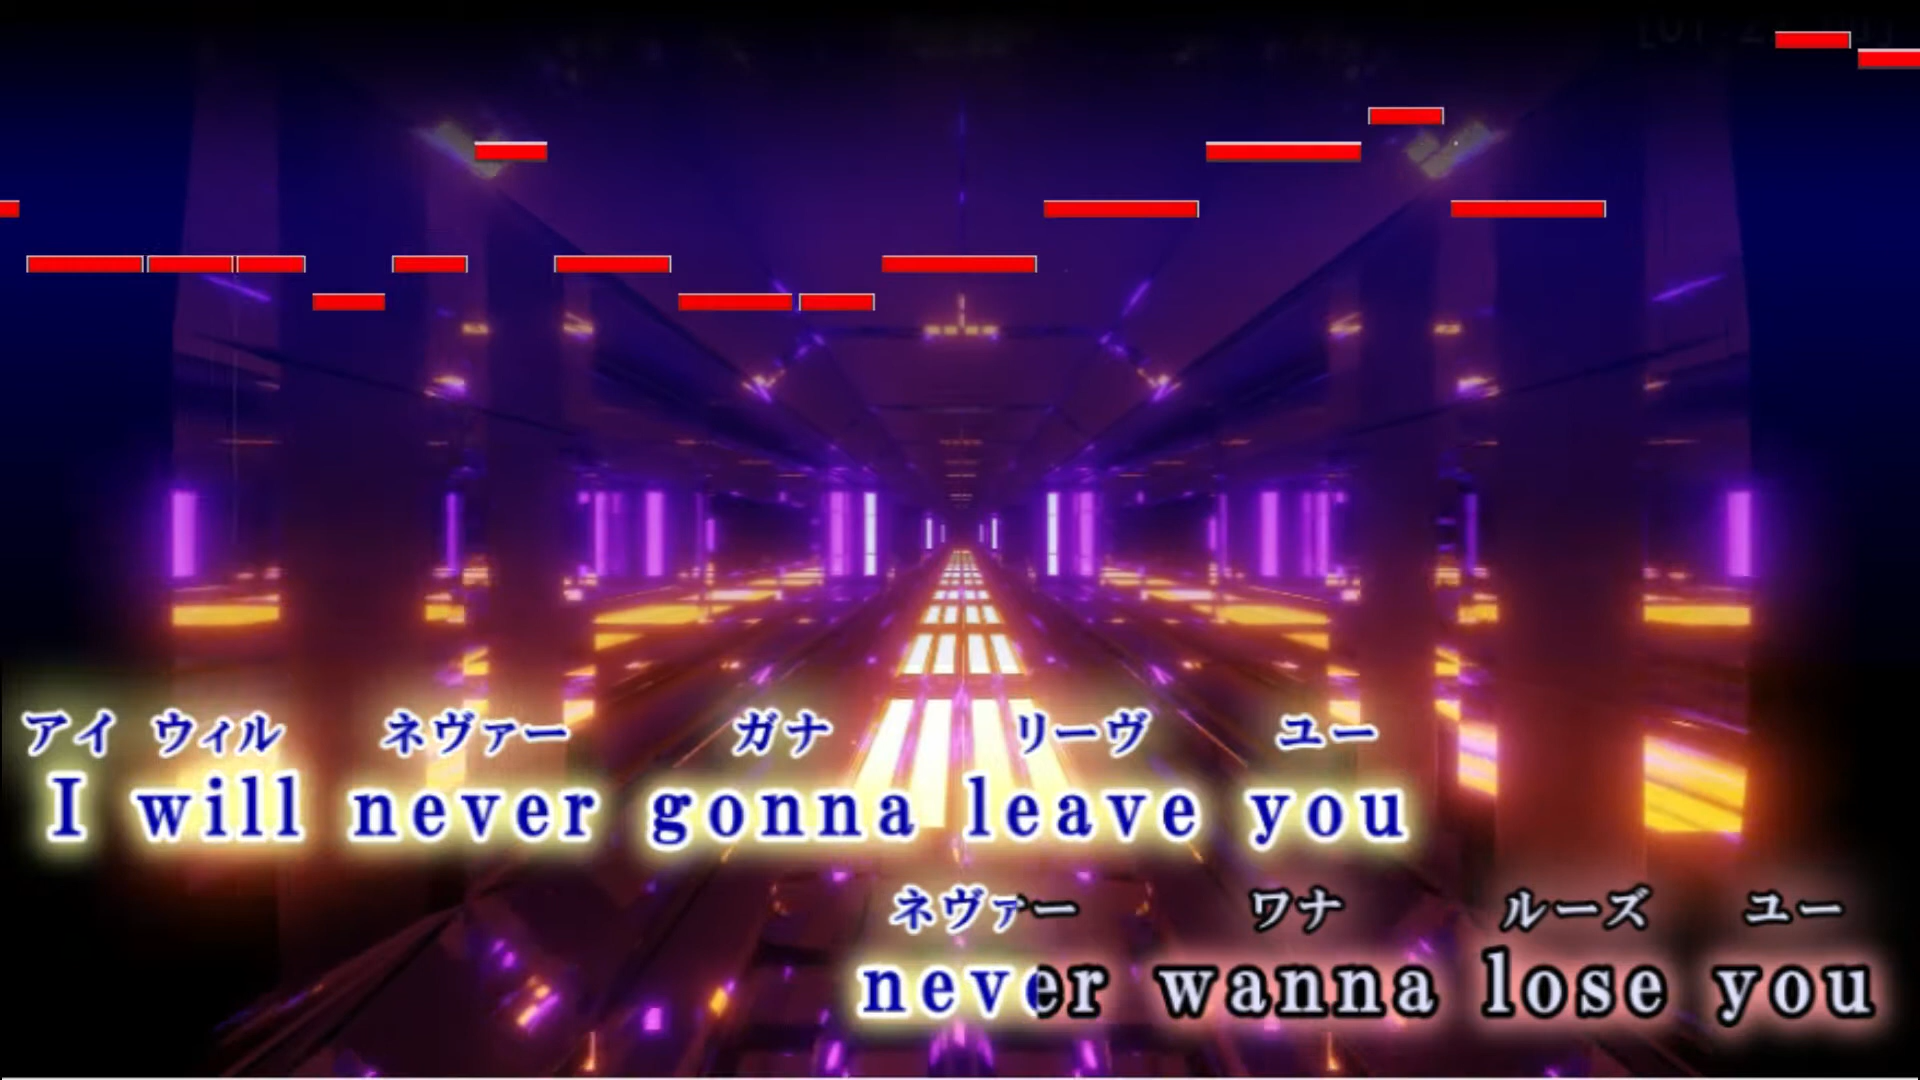 アイ ウィル ネヴァー ガナ リーヴ ユー
I will never gonna leave you
ネヴァー ワナ ルーズ ユー
never wanna lose you